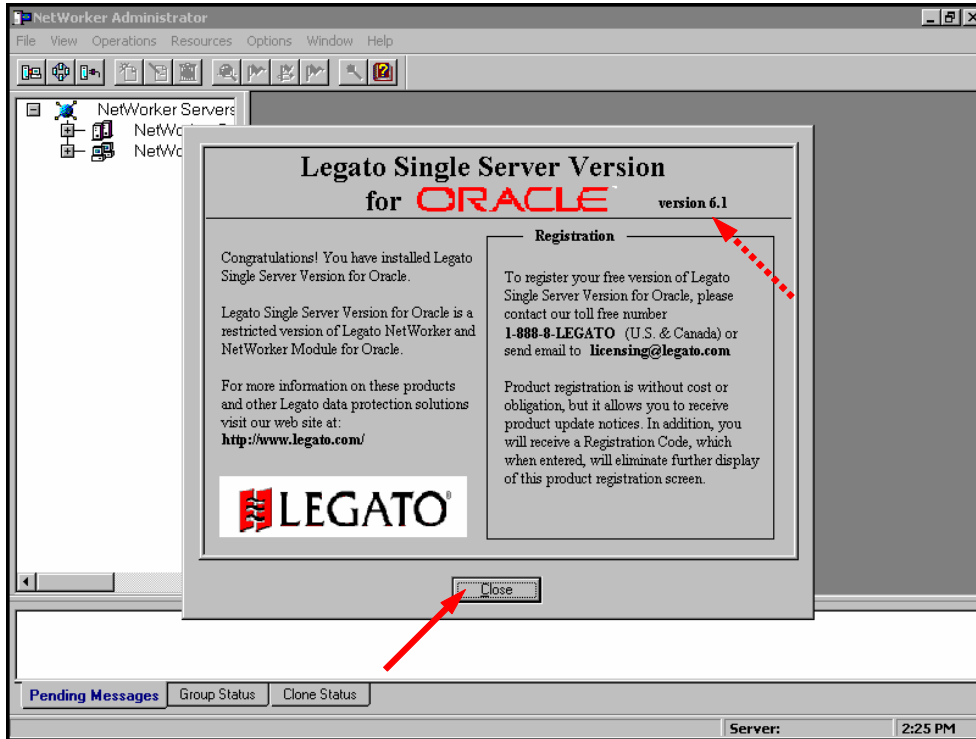 NetWorker Administrator
File View Operations Resources Options Window Help
NetWorker Servers
Legato Single Server Version
for ORACLE version 6.1
Congratulations! You have installed Legato
Single Server Version for Oracle.
Legato Single Server Version for Oracle is a
restricted version of Legato NetWorker and
NetWorker Module for Oracle.
For more information on these products
and other Legato data protection solutions
visit our web site at:
http://www.legato.com/
LEGATO
Registration
To register your free version of Legato
Single Server Version for Oracle, please
contact our toll free number
1-888-8-LEGATO (U.S. & Canada) or
send email to licensing@legato.com
Product registration is without cost or
obligation, but it allows you to receive
product update notices. In addition, you
will receive a Registration Code, which
when entered, will eliminate further display
of this product registration screen.
Close
Pending Messages Group Status Clone Status
Server: 2:25 PM